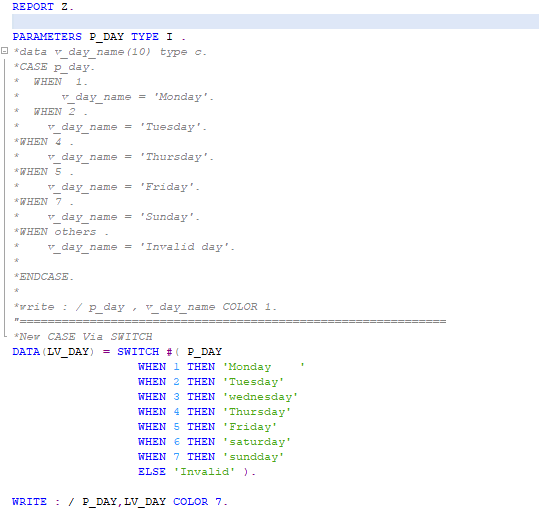 REPORT Z.
PARAMETERS P_DAY TYPE I .
*data v_day_name(10) type c.
*CASE p_day.
*  WHEN  1.
*      v_day_name = 'Monday'.
*  WHEN 2 .
*    v_day_name = 'Tuesday'.
*WHEN 4 .
*    v_day_name = 'Thursday'.
*WHEN 5 .
*    v_day_name = 'Friday'.
*WHEN 7 .
*    v_day_name = 'Sunday'.
*WHEN others .
*    v_day_name = 'Invalid day'.
*
*ENDCASE.
*
*write : / p_day , v_day_name COLOR 1.
"=============================================================
*New CASE Via SWITCH
DATA(LV_DAY) = SWITCH #( P_DAY
                  WHEN 1 THEN 'Monday    '
                  WHEN 2 THEN 'Tuesday'
                  WHEN 3 THEN 'wednesday'
                  WHEN 4 THEN 'Thursday'
                  WHEN 5 THEN 'Friday'
                  WHEN 6 THEN 'saturday'
                  WHEN 7 THEN 'sundday'
                  ELSE 'Invalid' ).
WRITE : / P_DAY,LV_DAY COLOR 7.